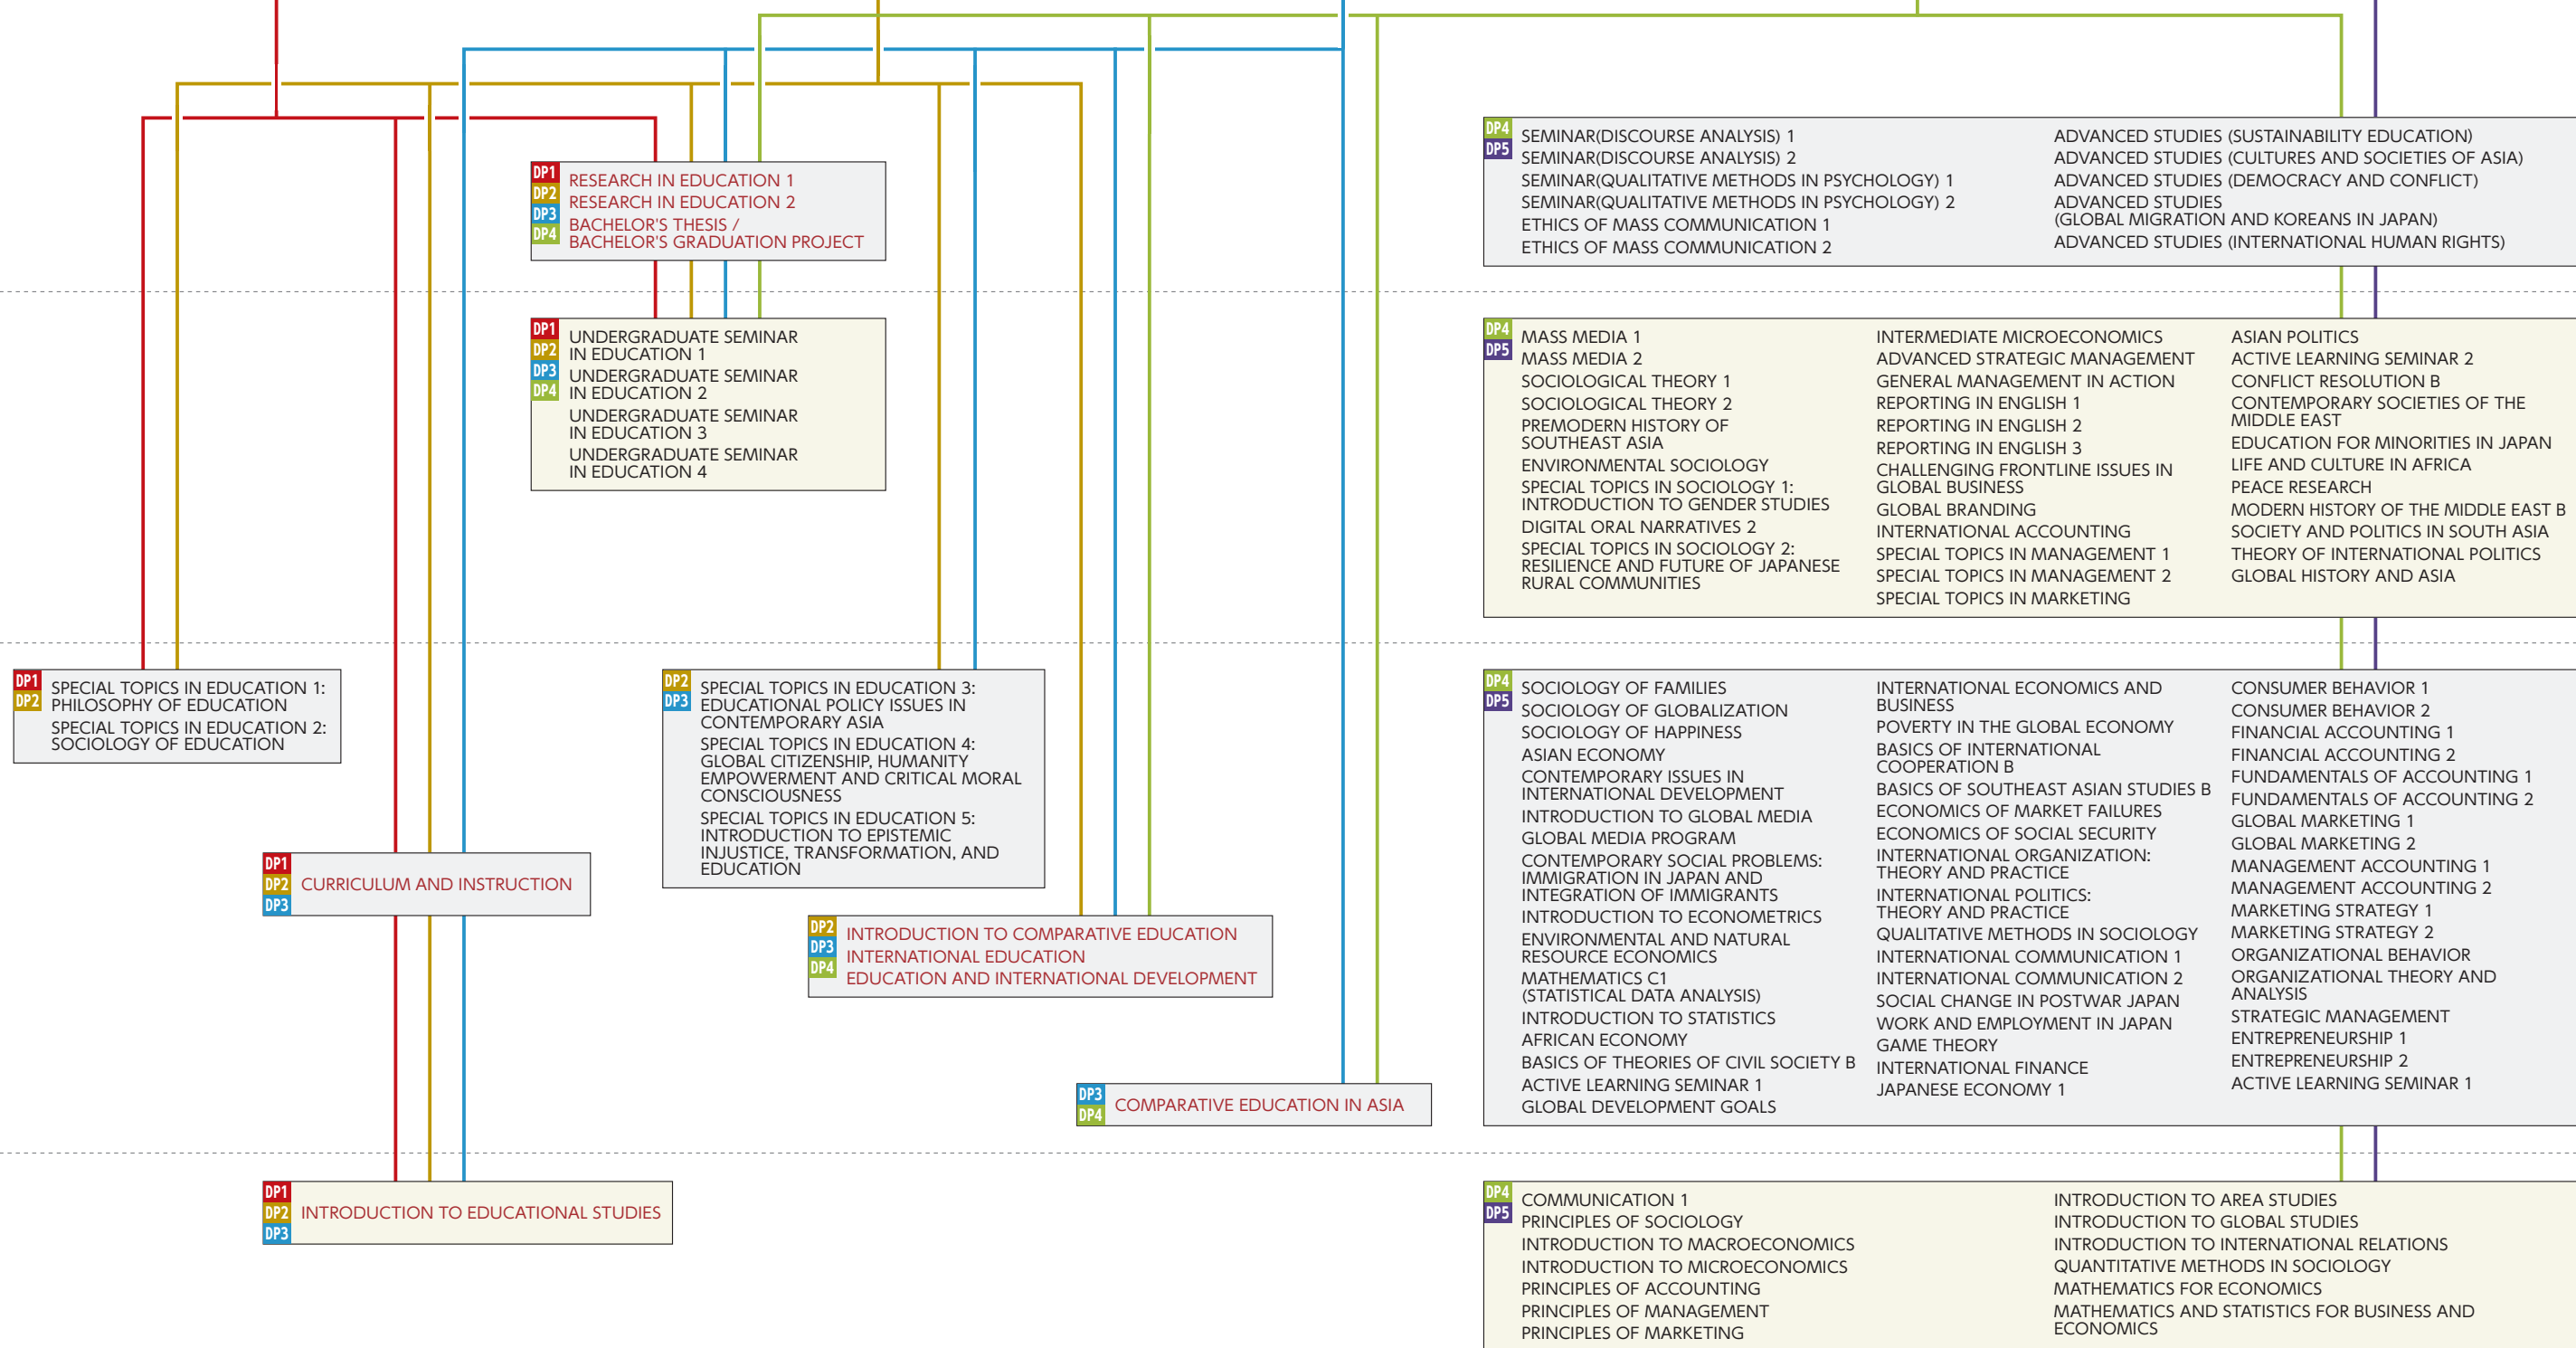 DP1
DP2
DP3
DP4
RESEARCH IN EDUCATION 1
RESEARCH IN EDUCATION 2
BACHELOR'S THESIS /
BACHELOR'S GRADUATION PROJECT
DP4
DP5
SEMINAR(DISCOURSE ANALYSIS) 1
SEMINAR(DISCOURSE ANALYSIS) 2
SEMINAR(QUALITATIVE METHODS IN PSYCHOLOGY) 1
SEMINAR(QUALITATIVE METHODS IN PSYCHOLOGY) 2
ETHICS OF MASS COMMUNICATION 1
ETHICS OF MASS COMMUNICATION 2
ADVANCED STUDIES (SUSTAINABILITY EDUCATION)
ADVANCED STUDIES (CULTURES AND SOCIETIES OF ASIA)
ADVANCED STUDIES (DEMOCRACY AND CONFLICT)
ADVANCED STUDIES
(GLOBAL MIGRATION AND KOREANS IN JAPAN)
ADVANCED STUDIES (INTERNATIONAL HUMAN RIGHTS)
DP1
DP2
DP3
DP4
UNDERGRADUATE SEMINAR
IN EDUCATION 1
UNDERGRADUATE SEMINAR
IN EDUCATION 2
UNDERGRADUATE SEMINAR
IN EDUCATION 3
UNDERGRADUATE SEMINAR
IN EDUCATION 4
DP4
DP5
MASS MEDIA 1
MASS MEDIA 2
SOCIOLOGICAL THEORY 1
SOCIOLOGICAL THEORY 2
PREMODERN HISTORY OF
SOUTHEAST ASIA
ENVIRONMENTAL SOCIOLOGY
SPECIAL TOPICS IN SOCIOLOGY 1:
INTRODUCTION TO GENDER STUDIES
DIGITAL ORAL NARRATIVES 2
SPECIAL TOPICS IN SOCIOLOGY 2:
RESILIENCE AND FUTURE OF JAPANESE
RURAL COMMUNITIES
INTERMEDIATE MICROECONOMICS
ADVANCED STRATEGIC MANAGEMENT
GENERAL MANAGEMENT IN ACTION
REPORTING IN ENGLISH 1
REPORTING IN ENGLISH 2
REPORTING IN ENGLISH 3
CHALLENGING FRONTLINE ISSUES IN
GLOBAL BUSINESS
GLOBAL BRANDING
INTERNATIONAL ACCOUNTING
SPECIAL TOPICS IN MANAGEMENT 1
SPECIAL TOPICS IN MANAGEMENT 2
SPECIAL TOPICS IN MARKETING
ASIAN POLITICS
ACTIVE LEARNING SEMINAR 2
CONFLICT RESOLUTION B
CONTEMPORARY SOCIETIES OF THE
MIDDLE EAST
EDUCATION FOR MINORITIES IN JAPAN
LIFE AND CULTURE IN AFRICA
PEACE RESEARCH
MODERN HISTORY OF THE MIDDLE EAST B
SOCIETY AND POLITICS IN SOUTH ASIA
THEORY OF INTERNATIONAL POLITICS
GLOBAL HISTORY AND ASIA
DP1
DP2
SPECIAL TOPICS IN EDUCATION 1:
PHILOSOPHY OF EDUCATION
SPECIAL TOPICS IN EDUCATION 2:
SOCIOLOGY OF EDUCATION
DP2
DP3
SPECIAL TOPICS IN EDUCATION 3:
EDUCATIONAL POLICY ISSUES IN
CONTEMPORARY ASIA
SPECIAL TOPICS IN EDUCATION 4:
GLOBAL CITIZENSHIP, HUMANITY
EMPOWERMENT AND CRITICAL MORAL
CONSCIOUSNESS
SPECIAL TOPICS IN EDUCATION 5:
INTRODUCTION TO EPISTEMIC
INJUSTICE, TRANSFORMATION, AND
EDUCATION
DP1
DP2
DP3
CURRICULUM AND INSTRUCTION
DP2
DP3
DP4
INTRODUCTION TO COMPARATIVE EDUCATION
INTERNATIONAL EDUCATION
EDUCATION AND INTERNATIONAL DEVELOPMENT
DP3
DP4
COMPARATIVE EDUCATION IN ASIA
DP4
DP5
SOCIOLOGY OF FAMILIES
SOCIOLOGY OF GLOBALIZATION
SOCIOLOGY OF HAPPINESS
ASIAN ECONOMY
CONTEMPORARY ISSUES IN
INTERNATIONAL DEVELOPMENT
INTRODUCTION TO GLOBAL MEDIA
GLOBAL MEDIA PROGRAM
CONTEMPORARY SOCIAL PROBLEMS:
IMMIGRATION IN JAPAN AND
INTEGRATION OF IMMIGRANTS
INTRODUCTION TO ECONOMETRICS
ENVIRONMENTAL AND NATURAL
RESOURCE ECONOMICS
MATHEMATICS C1
(STATISTICAL DATA ANALYSIS)
INTRODUCTION TO STATISTICS
AFRICAN ECONOMY
BASICS OF THEORIES OF CIVIL SOCIETY B
ACTIVE LEARNING SEMINAR 1
GLOBAL DEVELOPMENT GOALS
INTERNATIONAL ECONOMICS AND
BUSINESS
POVERTY IN THE GLOBAL ECONOMY
BASICS OF INTERNATIONAL
COOPERATION B
BASICS OF SOUTHEAST ASIAN STUDIES B
ECONOMICS OF MARKET FAILURES
ECONOMICS OF SOCIAL SECURITY
INTERNATIONAL ORGANIZATION:
THEORY AND PRACTICE
INTERNATIONAL POLITICS:
THEORY AND PRACTICE
QUALITATIVE METHODS IN SOCIOLOGY
INTERNATIONAL COMMUNICATION 1
INTERNATIONAL COMMUNICATION 2
SOCIAL CHANGE IN POSTWAR JAPAN
WORK AND EMPLOYMENT IN JAPAN
GAME THEORY
INTERNATIONAL FINANCE
JAPANESE ECONOMY 1
CONSUMER BEHAVIOR 1
CONSUMER BEHAVIOR 2
FINANCIAL ACCOUNTING 1
FINANCIAL ACCOUNTING 2
FUNDAMENTALS OF ACCOUNTING 1
FUNDAMENTALS OF ACCOUNTING 2
GLOBAL MARKETING 1
GLOBAL MARKETING 2
MANAGEMENT ACCOUNTING 1
MANAGEMENT ACCOUNTING 2
MARKETING STRATEGY 1
MARKETING STRATEGY 2
ORGANIZATIONAL BEHAVIOR
ORGANIZATIONAL THEORY AND
ANALYSIS
STRATEGIC MANAGEMENT
ENTREPRENEURSHIP 1
ENTREPRENEURSHIP 2
ACTIVE LEARNING SEMINAR 1
DP1
DP2
DP3
INTRODUCTION TO EDUCATIONAL STUDIES
DP4
DP5
COMMUNICATION 1
PRINCIPLES OF SOCIOLOGY
INTRODUCTION TO MACROECONOMICS
INTRODUCTION TO MICROECONOMICS
PRINCIPLES OF ACCOUNTING
PRINCIPLES OF MANAGEMENT
PRINCIPLES OF MARKETING
INTRODUCTION TO AREA STUDIES
INTRODUCTION TO GLOBAL STUDIES
INTRODUCTION TO INTERNATIONAL RELATIONS
QUANTITATIVE METHODS IN SOCIOLOGY
MATHEMATICS FOR ECONOMICS
MATHEMATICS AND STATISTICS FOR BUSINESS AND
ECONOMICS